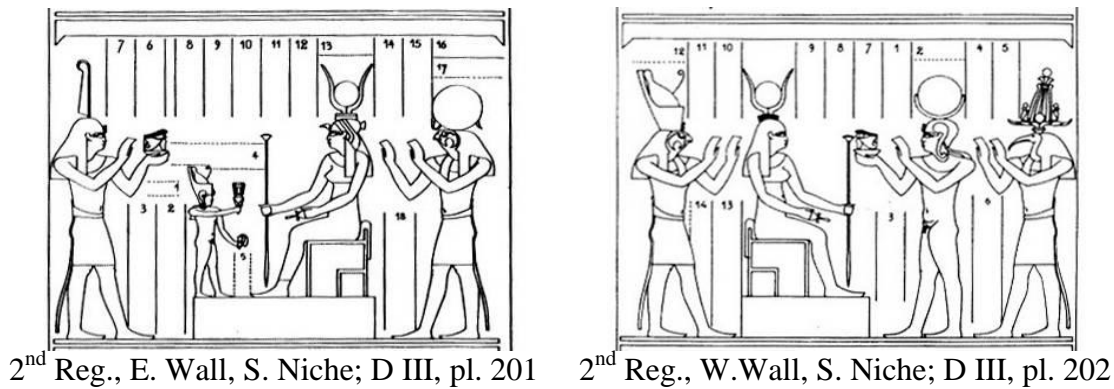 7 6 8 9 10 11 12 13 14 15 16
17
4
1
3 2
5
18
12 11 10 9 8 7 1 2 4 5
3 6
14 13
2nd Reg., E. Wall, S. Niche; D III, pl. 201
2nd Reg., W.Wall, S. Niche; D III, pl. 202